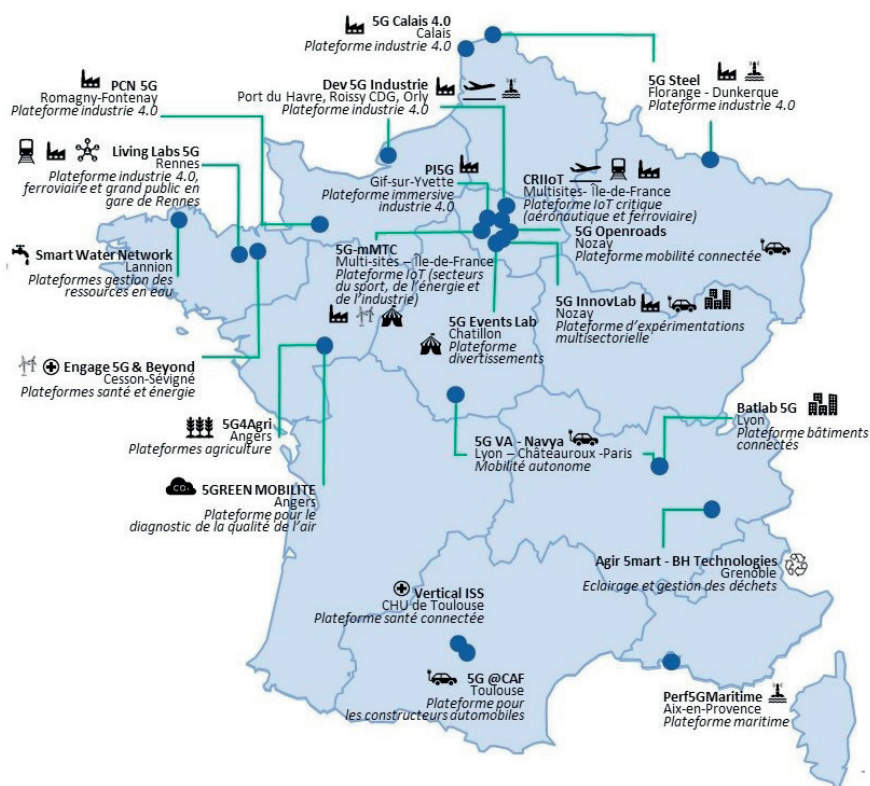 5G Calais 4.0
Calais
Plateforme industrie 4.0
PCN 5G
Romagny-Fontenay
Plateforme industrie 4.0
Dev 5G Industrie
Port du Havre, Roissy CDG, Orly
Plateforme industrie 4.0
5G Steel
Florange - Dunkerque
Plateforme industrie 4.0
Living Labs 5G
Rennes
Plateforme industrie 4.0,
ferroviaire et grand public en
gare de Rennes
PI5G
Gif-sur-Yvette
Plateforme immersive
industrie 4.0
CRIIoT
Multisites- Île-de-France
Plateforme IoT critique
(aéronautique et ferroviaire)
5G Openroads
Nozay
Plateforme mobilité connectée
Smart Water Network
Lannion
Plateformes gestion des
ressources en eau
5G-mMTC
Multi-sites – Île-de-France
Plateforme IoT (secteurs
du sport, de l'énergie et
de l'industrie)
5G InnovLab
Nozay
Plateforme d'expérimentations
multisectorielle
5G Events Lab
Chatillon
Plateforme
divertissements
Engage 5G & Beyond
Cesson-Sévigné
Plateformes santé et énergie
5G4Agri
Angers
Plateformes agriculture
5G VA - Navya
Lyon – Châteauroux -Paris
Mobilité autonome
Batlab 5G
Lyon
Plateforme bâtiments
connectés
CO₂
5GREEN MOBILITE
Angers
Plateforme pour le
diagnostic de la qualité de l'air
Agir 5mart - BH Technologies
Grenoble
Eclairage et gestion des déchets
Vertical ISS
CHU de Toulouse
Plateforme santé connectée
5G @CAF
Toulouse
Plateforme pour
les constructeurs automobiles
Perf5GMaritime
Aix-en-Provence
Plateforme maritime